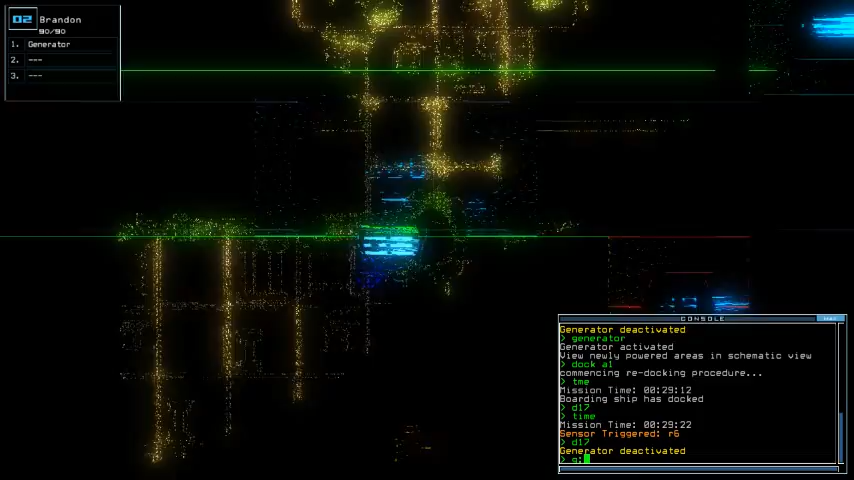 02 Brandon
90/90
1. Generator
2. ---
3. ---
CONSOLE
Generator deactivated
> generator
Generator activated
View newly powered areas in schematic view
> dock a1
commencing re-docking procedure...
> tme
Mission Time: 00:29:12
Boarding ship has docked
> d17
> time
Mission Time: 00:29:22
Sensor Triggered: r6
> d17
Generator deactivated